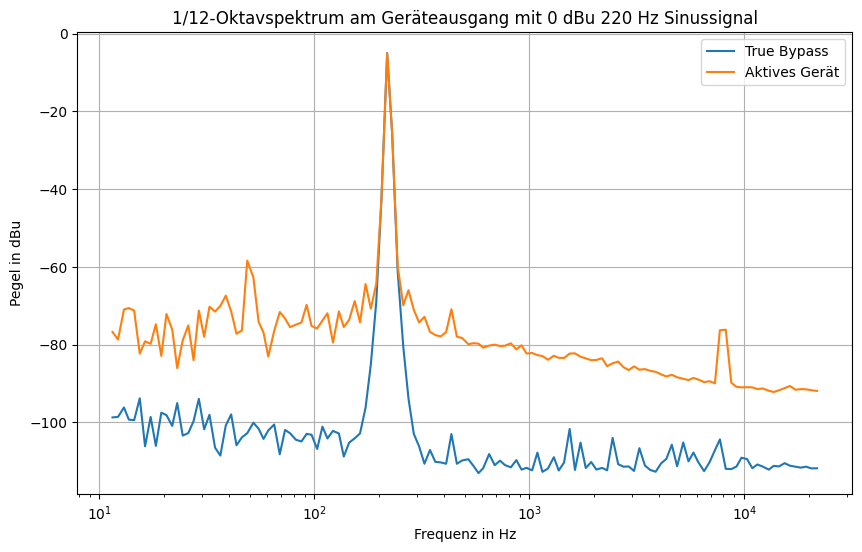 1/12-Oktavspektrum am Geräteausgang mit 0 dBu 220 Hz Sinussignal
True Bypass
Aktives Gerät
Pegel in dBu
0
−20
−40
−60
−80
−100
10¹
10²
10³
10⁴
Frequenz in Hz